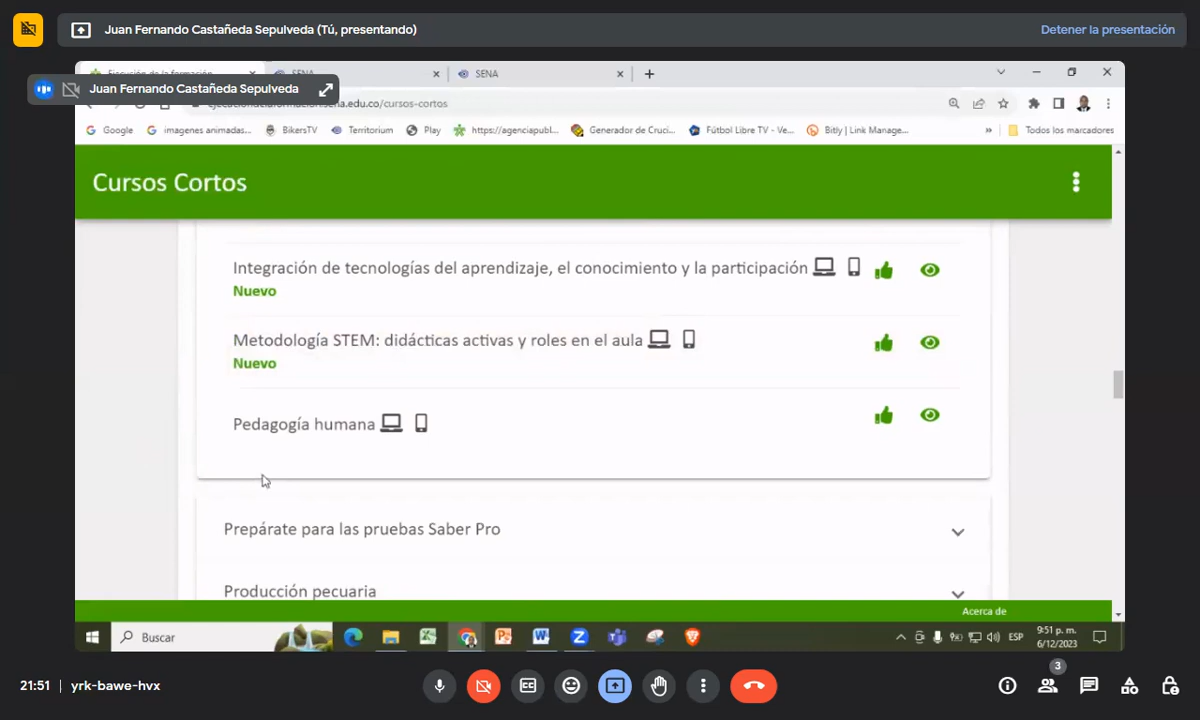 Juan Fernando Castañeda Sepulveda (Tú, presentando)
Detener la presentación
Juan Fernando Castañeda Sepulveda
SENA
SENA
ejecaciondelaformacion.sena.edu.co/cursos-cortos
Google
imagenes animadas...
BikersTV
Territorium
Play
https://agenciapubl...
Generador de Cruci...
Fútbol Libre TV - Ve...
Bitly | Link Manage...
»
Todos los marcadores
Cursos Cortos
Integración de tecnologías del aprendizaje, el conocimiento y la participación
Nuevo
Metodología STEM: didácticas activas y roles en el aula
Nuevo
Pedagogía humana
Prepárate para las pruebas Saber Pro
Producción pecuaria
Acerca de
Buscar
ESP
9:51 p. m.
6/12/2023
21:51 | yrk-bawe-hvx
3